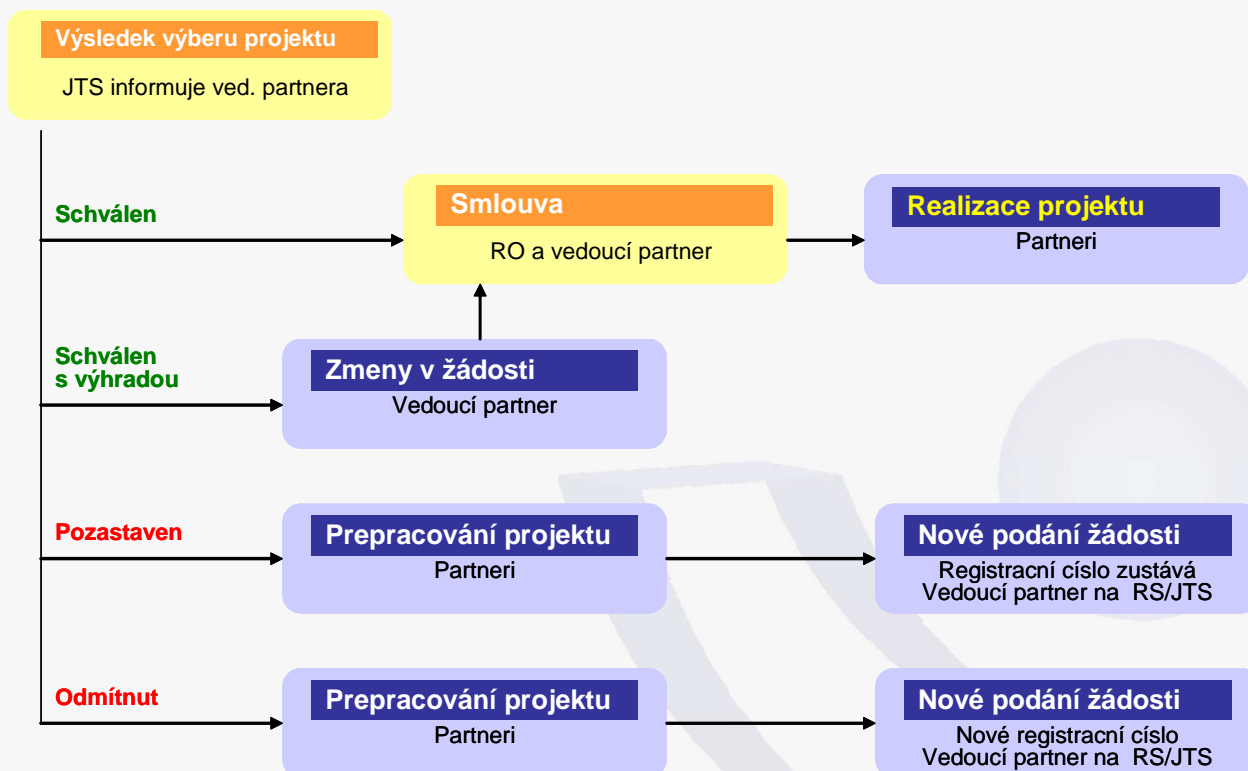 Výsledek výberu projektu
JTS informuje ved. partnera
Schválen
Smlouva
RO a vedoucí partner
Realizace projektu
Partneri
Schválen
s výhradou
Zmeny v žádosti
Vedoucí partner
Pozastaven
Prepracování projektu
Partneri
Nové podání žádosti
Registracní císlo zustává
Vedoucí partner na RS/JTS
Odmítnut
Prepracování projektu
Partneri
Nové podání žádosti
Nové registracní císlo
Vedoucí partner na RS/JTS